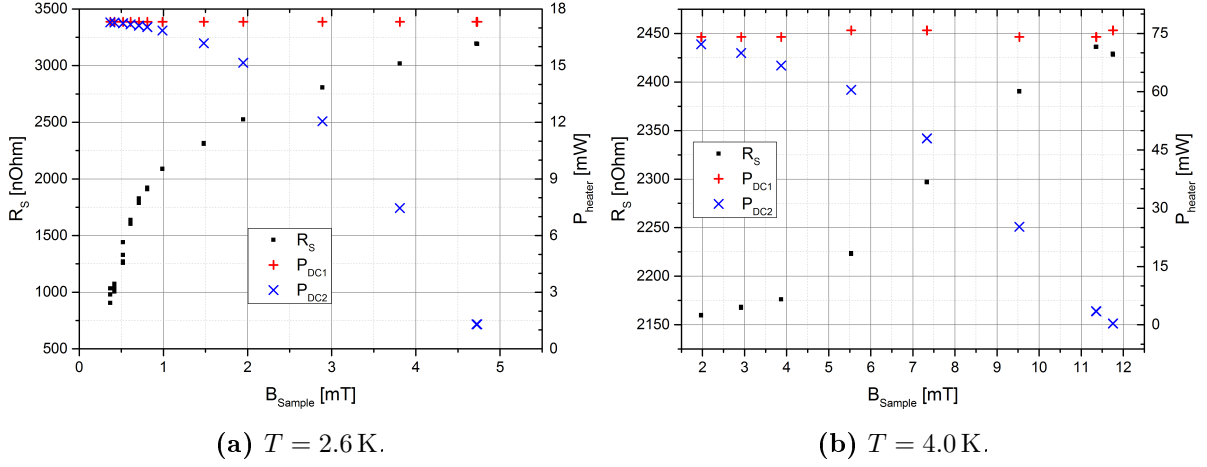 3500
3000
2500
2000
1500
1000
500
R_S [nOhm]
0 1 2 3 4 5
B_Sample [mT]
18
15
12
9
6
3
0
P_heater [mW]
R_S
P_DC1
P_DC2
(a) T = 2.6 K.
2450
2400
2350
2300
2250
2200
2150
R_S [nOhm]
2 3 4 5 6 7 8 9 10 11 12
B_Sample [mT]
75
60
45
30
15
0
P_heater [mW]
R_S
P_DC1
P_DC2
(b) T = 4.0 K.